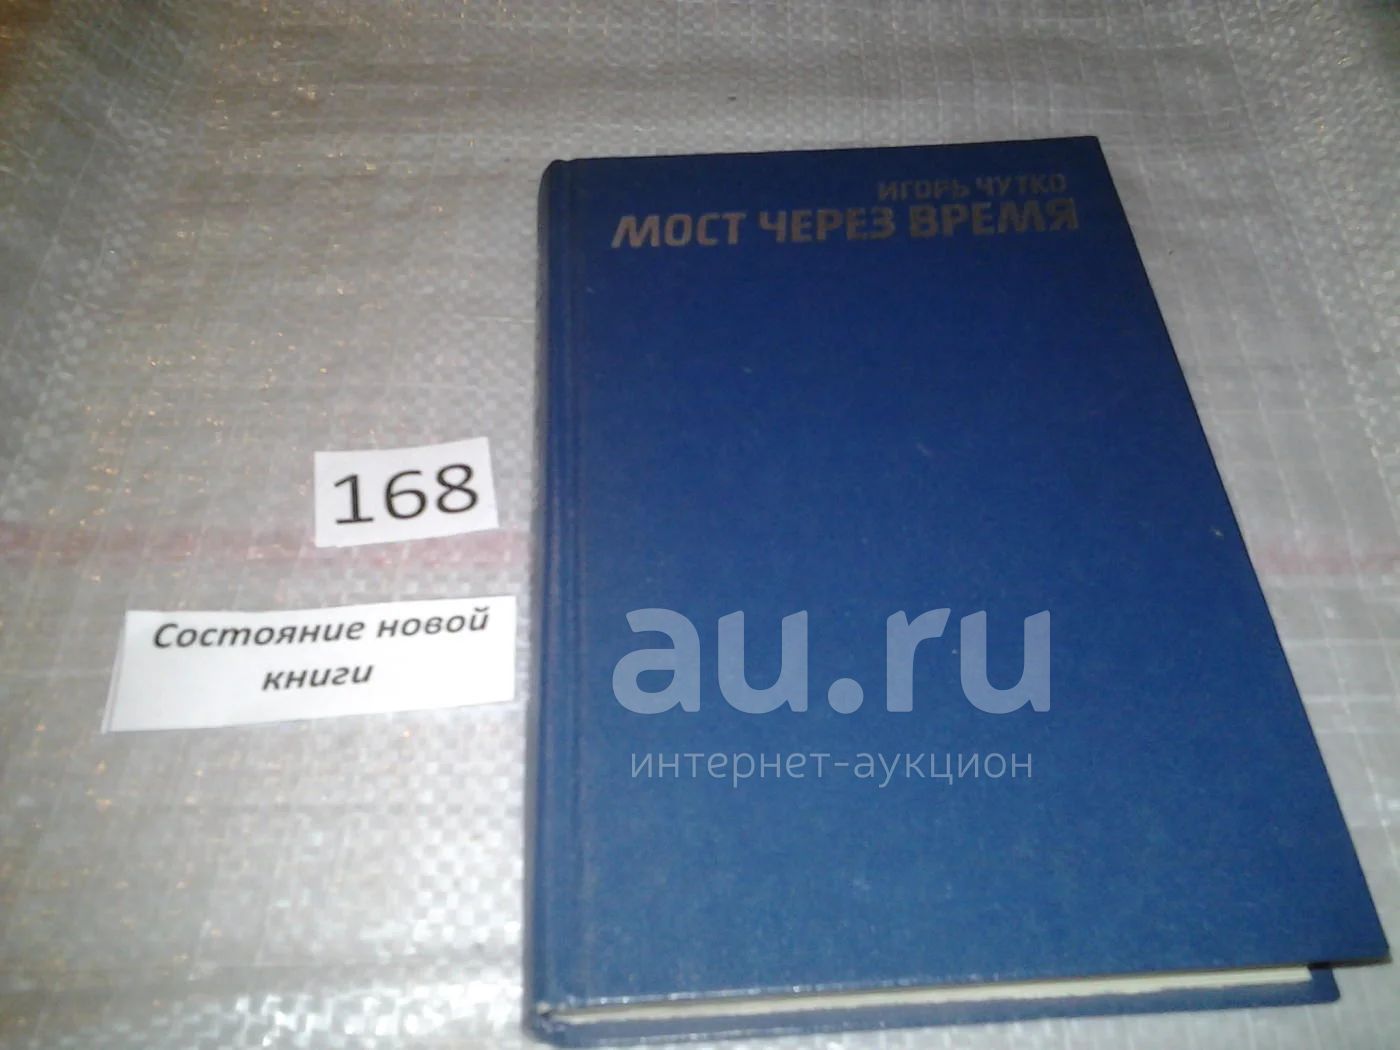 ИГОРЬ ЧУТКО
МОСТ ЧЕРЕЗ ВРЕМЯ
168
Состояние новой
книги
au.ru
интернет-аукцион